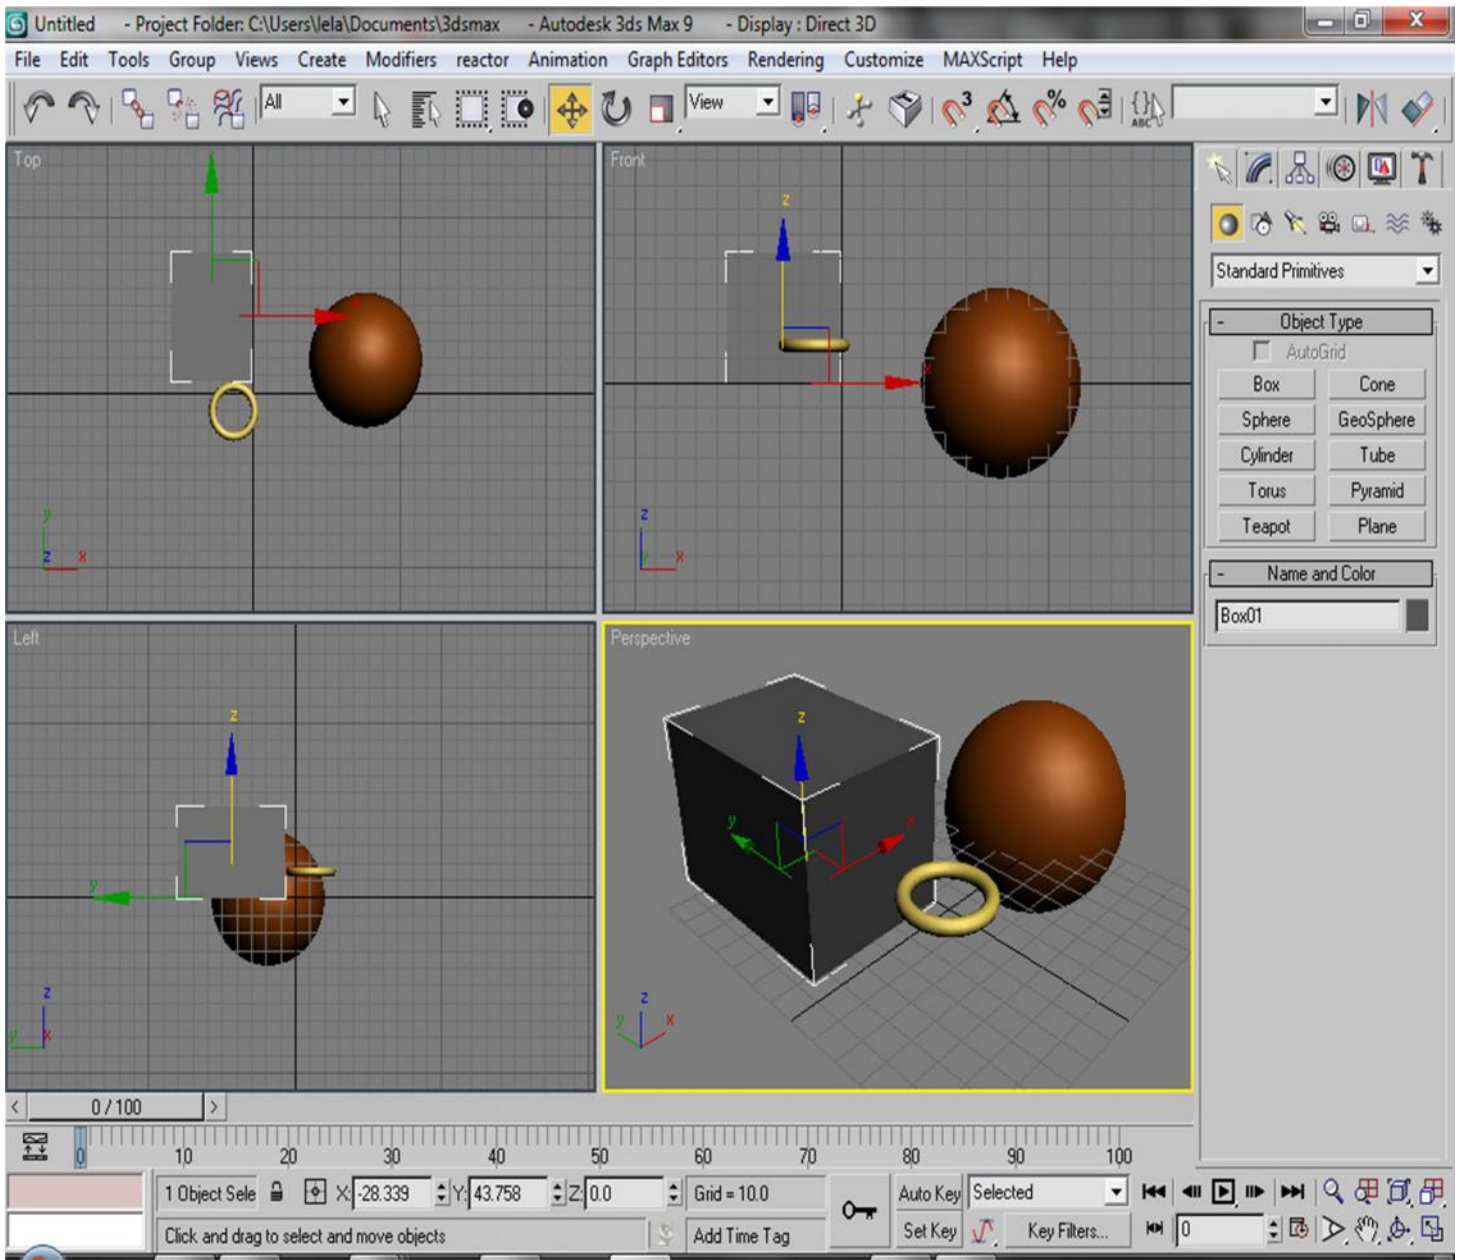 Untitled - Project Folder: C:\Users\lela\Documents\3dsmax - Autodesk 3ds Max 9 - Display : Direct 3D
File Edit Tools Group Views Create Modifiers reactor Animation Graph Editors Rendering Customize MAXScript Help
All View 3 % {} ABC
Top
Front
z
x
y
z x
z
y x
Standard Primitives
- Object Type
AutoGrid
Box Cone
Sphere GeoSphere
Cylinder Tube
Torus Pyramid
Teapot Plane
- Name and Color
Box01
Left
Perspective
z
y
z
y x
z
y x
z
y x
< 0 / 100 >
0 10 20 30 40 50 60 70 80 90 100
1 Object Sele X: -28.339 Y: 43.758 Z: 0.0 Grid = 10.0 Auto Key Selected
Click and drag to select and move objects Add Time Tag Set Key Key Filters... 0